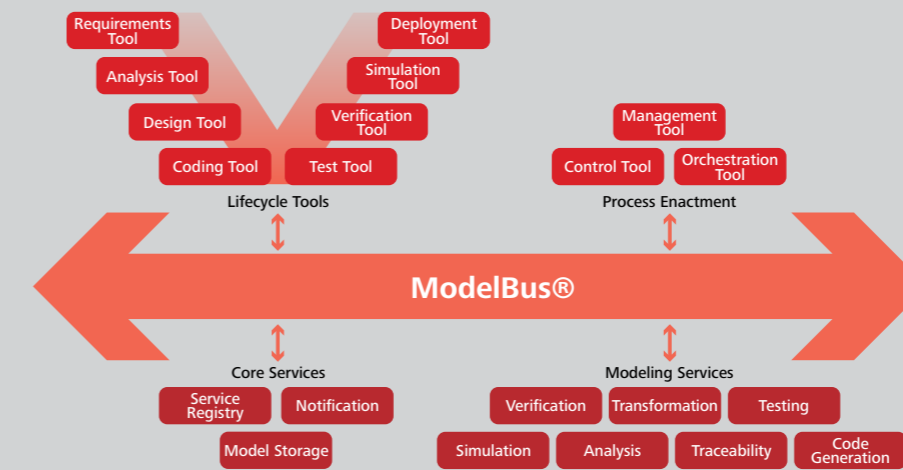 Requirements
Tool
Deployment
Tool
Analysis Tool
Simulation
Tool
Design Tool
Verification
Tool
Management
Tool
Coding Tool
Test Tool
Control Tool
Orchestration
Tool
Lifecycle Tools
Process Enactment
ModelBus®
Core Services
Modeling Services
Service
Registry
Notification
Verification
Transformation
Testing
Model Storage
Simulation
Analysis
Traceability
Code
Generation